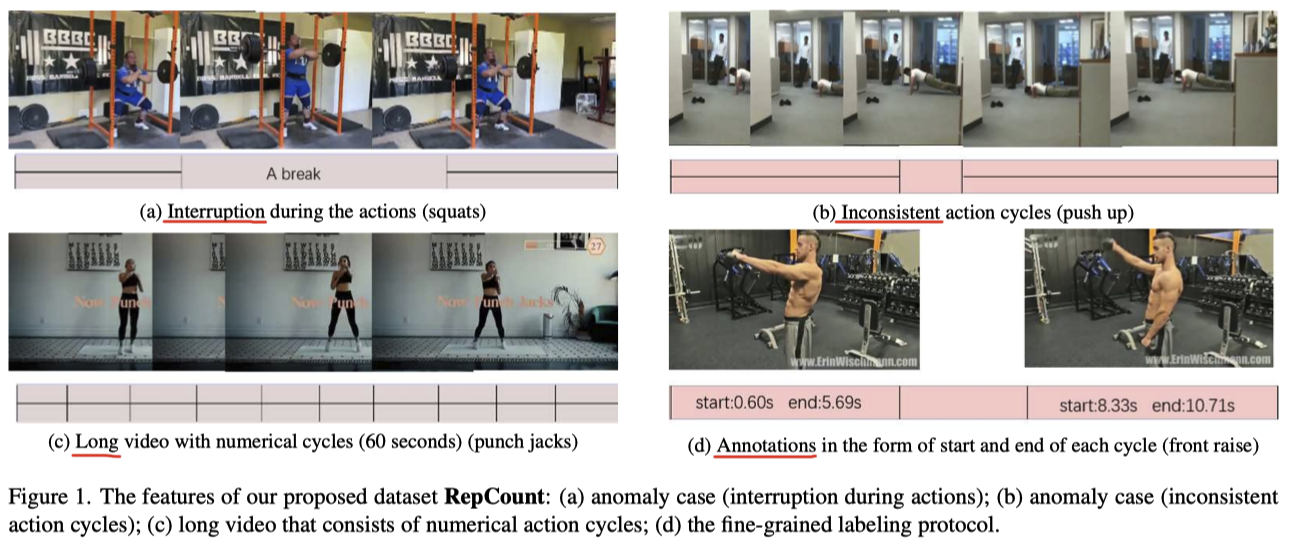 BBBC
BBBC
BBBC
A break
(a) Interruption during the actions (squats)
(b) Inconsistent action cycles (push up)
Now Punch
Now Punch
Now Punch Jacks
27
(c) Long video with numerical cycles (60 seconds) (punch jacks)
www.ErinWischmann.com
www.ErinWischmann.com
start:0.60s end:5.69s
start:8.33s end:10.71s
(d) Annotations in the form of start and end of each cycle (front raise)
Figure 1. The features of our proposed dataset RepCount: (a) anomaly case (interruption during actions); (b) anomaly case (inconsistent
action cycles); (c) long video that consists of numerical action cycles; (d) the fine-grained labeling protocol.